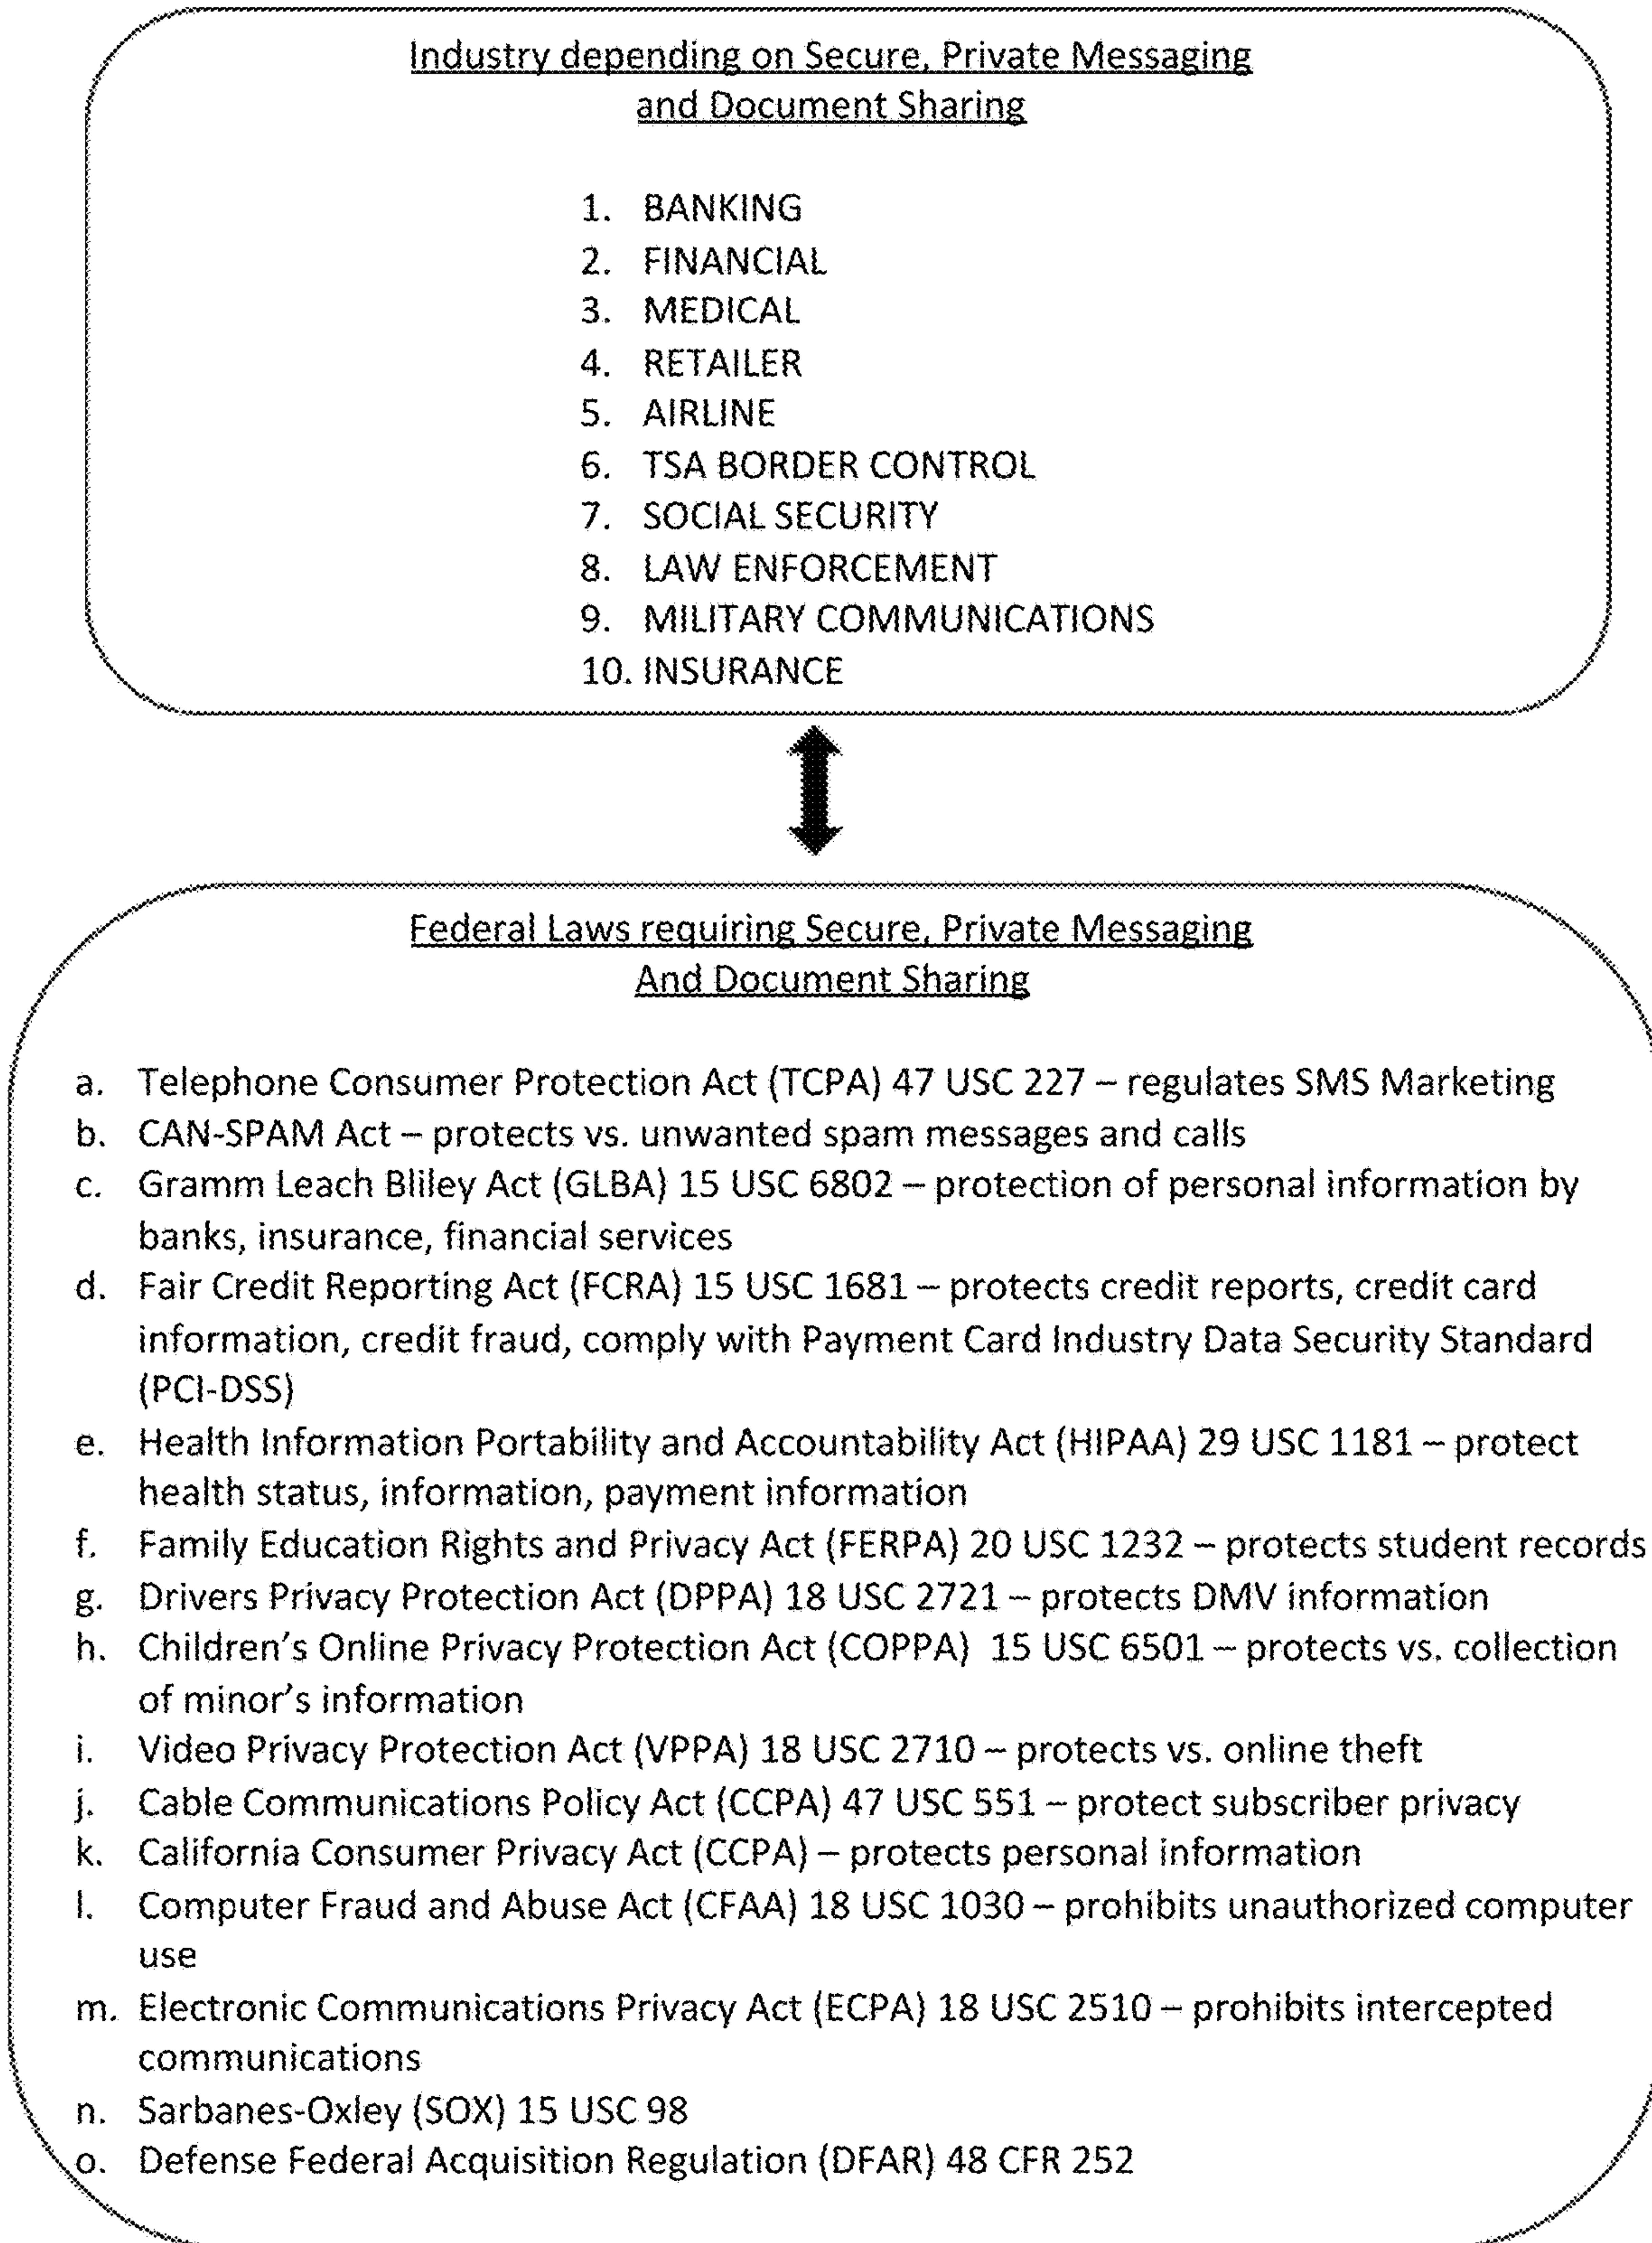 Industry depending on Secure, Private Messaging
and Document Sharing
1. BANKING
2. FINANCIAL
3. MEDICAL
4. RETAILER
5. AIRLINE
6. TSA BORDER CONTROL
7. SOCIAL SECURITY
8. LAW ENFORCEMENT
9. MILITARY COMMUNICATIONS
10. INSURANCE
Federal Laws requiring Secure, Private Messaging
And Document Sharing
a. Telephone Consumer Protection Act (TCPA) 47 USC 227 – regulates SMS Marketing
b. CAN-SPAM Act – protects vs. unwanted spam messages and calls
c. Gramm Leach Bliley Act (GLBA) 15 USC 6802 – protection of personal information by
banks, insurance, financial services
d. Fair Credit Reporting Act (FCRA) 15 USC 1681 – protects credit reports, credit card
information, credit fraud, comply with Payment Card Industry Data Security Standard
(PCI-DSS)
e. Health Information Portability and Accountability Act (HIPAA) 29 USC 1181 – protect
health status, information, payment information
f. Family Education Rights and Privacy Act (FERPA) 20 USC 1232 – protects student records
g. Drivers Privacy Protection Act (DPPA) 18 USC 2721 – protects DMV information
h. Children's Online Privacy Protection Act (COPPA) 15 USC 6501 – protects vs. collection
of minor's information
i. Video Privacy Protection Act (VPPA) 18 USC 2710 – protects vs. online theft
j. Cable Communications Policy Act (CCPA) 47 USC 551 – protect subscriber privacy
k. California Consumer Privacy Act (CCPA) – protects personal information
l. Computer Fraud and Abuse Act (CFAA) 18 USC 1030 – prohibits unauthorized computer
use
m. Electronic Communications Privacy Act (ECPA) 18 USC 2510 – prohibits intercepted
communications
n. Sarbanes-Oxley (SOX) 15 USC 98
o. Defense Federal Acquisition Regulation (DFAR) 48 CFR 252